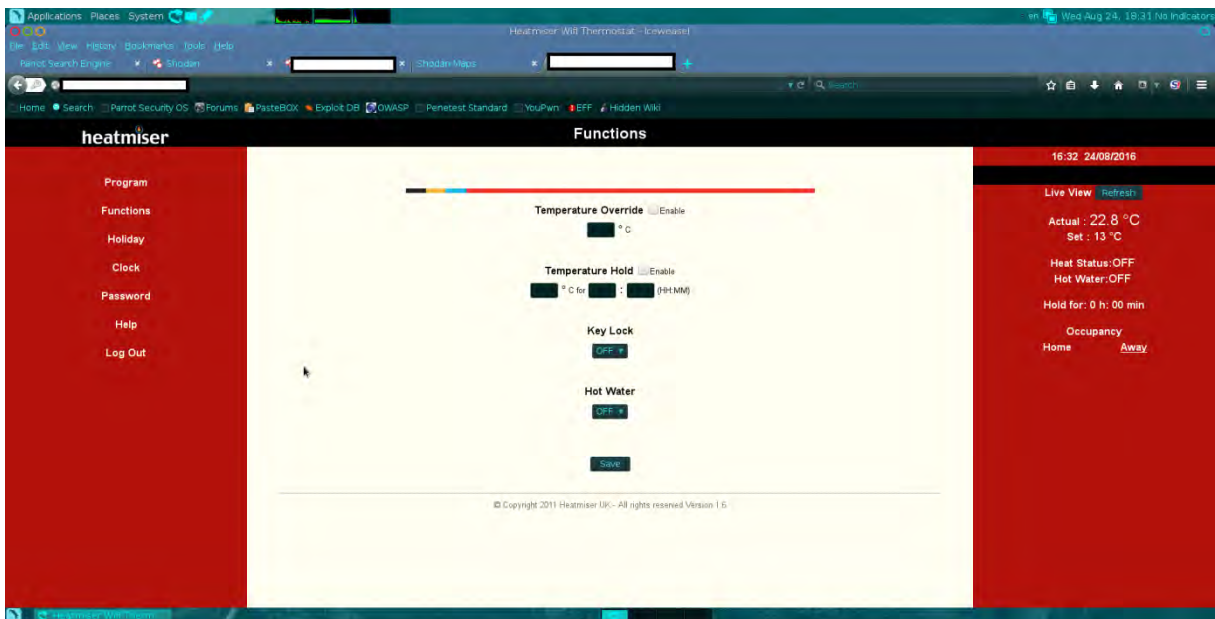 Applications Places System
en Wed Aug 24, 18:31 No Indicators
Heatmiser Wifi Thermostat - Iceweasel
File Edit View History Bookmarks Tools Help
Parrot Search Engine × Shodan × × Shodan Maps × +
Search
Home Search Parrot Security OS Forums PasteBOX Exploit DB OWASP Penetest Standard YouPwn EFF Hidden Wiki
heatmiser
Functions
16:32 24/08/2016
Program
Functions
Holiday
Clock
Password
Help
Log Out
Temperature Override Enable
° C
Temperature Hold Enable
° C for : (HH:MM)
Key Lock
OFF
Hot Water
OFF
Save
© Copyright 2011 Heatmiser UK - All rights reserved Version 1.6
Live View Refresh
Actual : 22.8 °C
Set : 13 °C
Heat Status:OFF
Hot Water:OFF
Hold for: 0 h: 00 min
Occupancy
Home Away